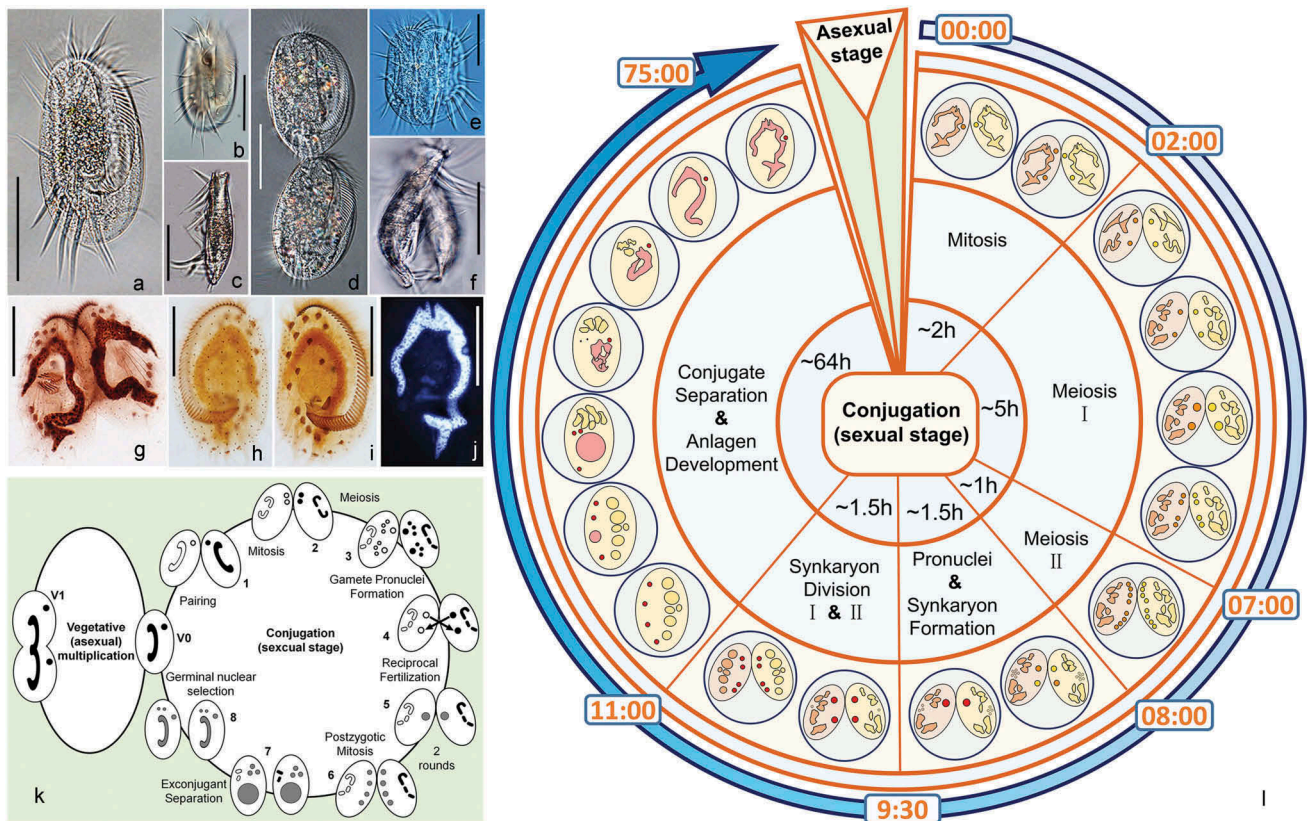 a
b
c
d
e
f
g
h
i
j
V1
Vegetative
(asexual)
multiplication
V0
Pairing
1
Mitosis
2
Meiosis
3
Gamete Pronuclei
Formation
4
Reciprocal
Fertilization
5
2
rounds
Postzygotic
Mitosis
6
7
Exconjugant
Separation
Germinal nuclear
selection
8
Conjugation
(sexcual stage)
k
Asexual
stage
00:00
02:00
07:00
08:00
9:30
11:00
75:00
Mitosis
Meiosis
I
Meiosis
II
Pronuclei
&
Synkaryon
Formation
Synkaryon
Division
I & II
Conjugate
Separation
&
Anlagen
Development
~2h
~5h
~1h
~1.5h
~1.5h
~64h
Conjugation
(sexual stage)
l